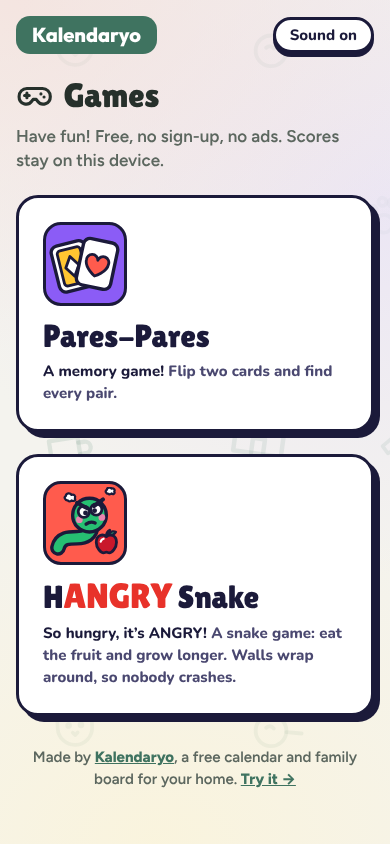 Kalendaryo
Sound on
Games
Have fun! Free, no sign-up, no ads. Scores
stay on this device.
Pares-Pares
A memory game! Flip two cards and find
every pair.
HANGRY Snake
So hungry, it's ANGRY! A snake game: eat
the fruit and grow longer. Walls wrap
around, so nobody crashes.
Made by Kalendaryo, a free calendar and family
board for your home. Try it →